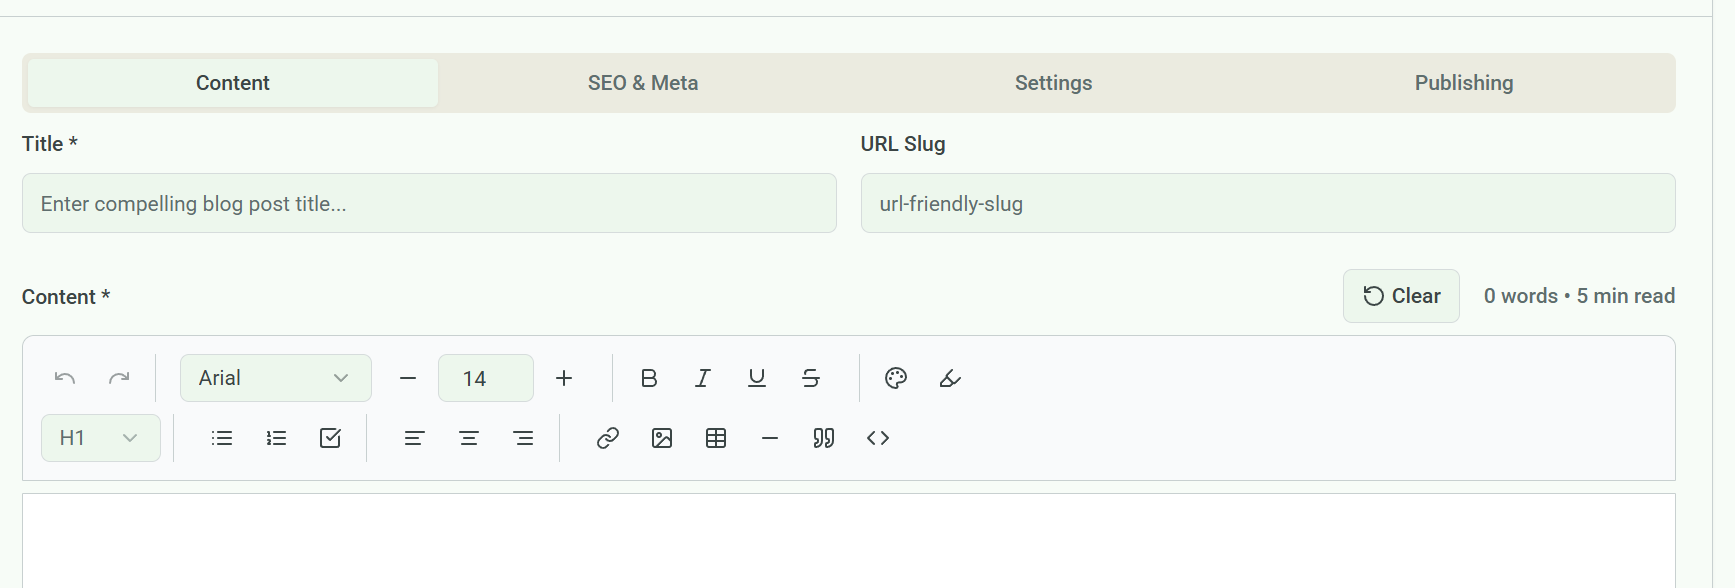 Content SEO & Meta Settings Publishing
Title * URL Slug
Enter compelling blog post title... url-friendly-slug
Content * Clear 0 words • 5 min read
Arial 14
H1